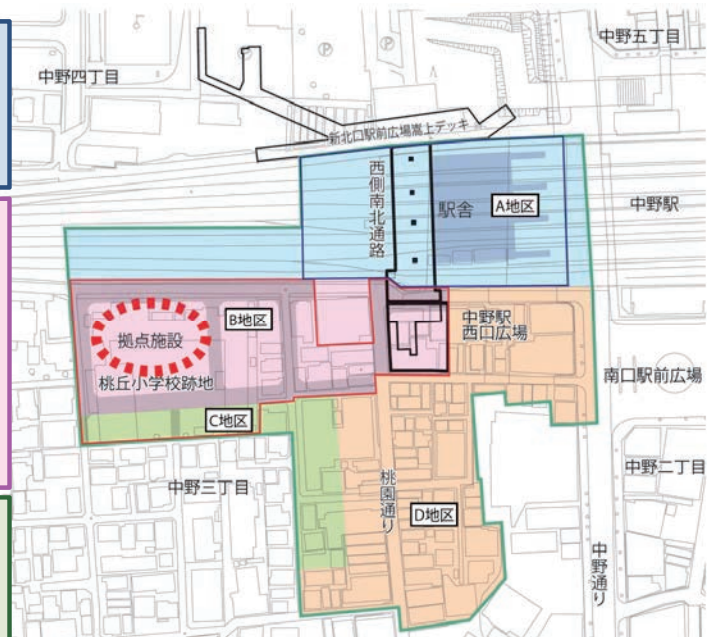 中野五丁目
中野四丁目
新北口駅前広場嵩上デッキ
西側南北通路
駅舎
A地区
中野駅
B地区
拠点施設
中野駅
西口広場
桃丘小学校跡地
南口駅前広場
C地区
中野三丁目
桃園通り
D地区
中野二丁目
中野通り